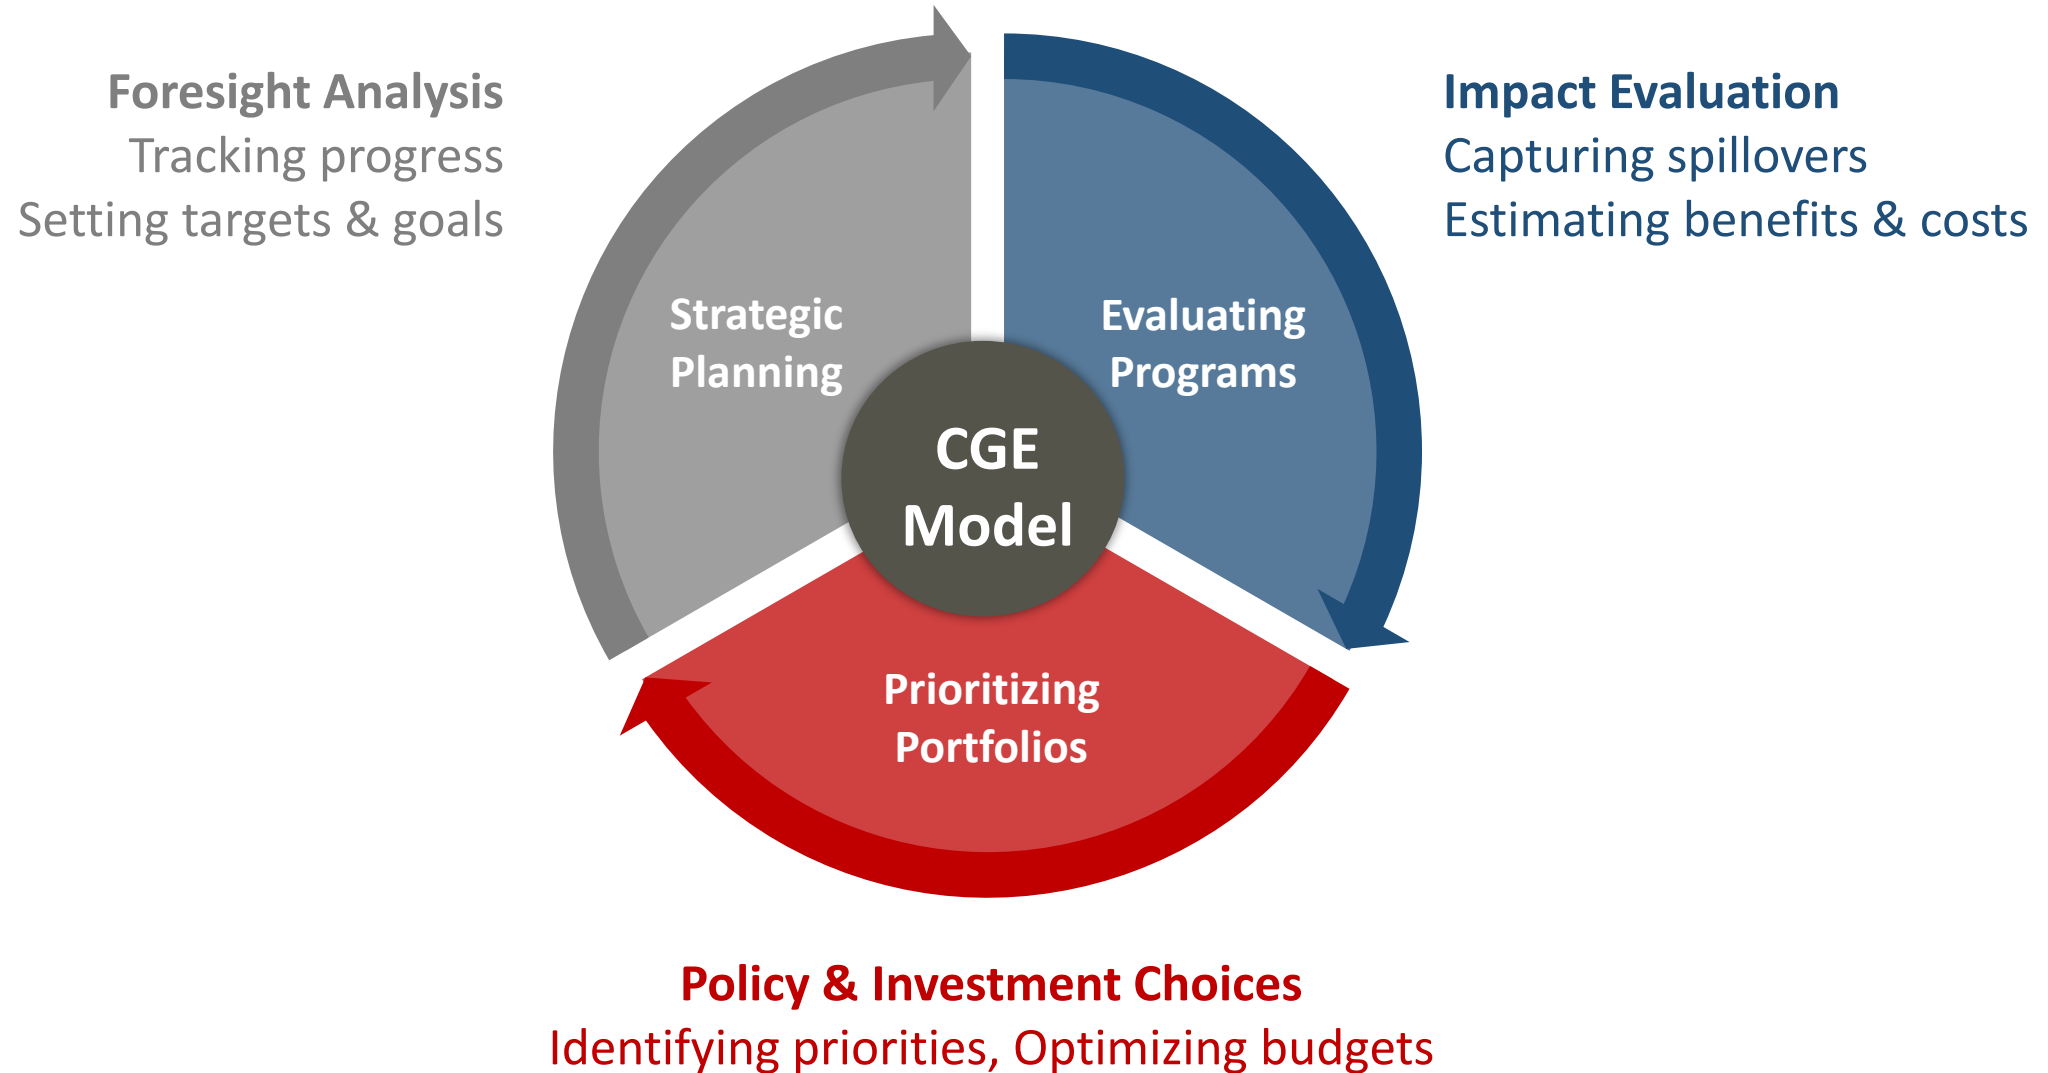 Foresight Analysis
Tracking progress
Setting targets & goals
Impact Evaluation
Capturing spillovers
Estimating benefits & costs
Strategic
Planning
Evaluating
Programs
CGE
Model
Prioritizing
Portfolios
Policy & Investment Choices
Identifying priorities, Optimizing budgets